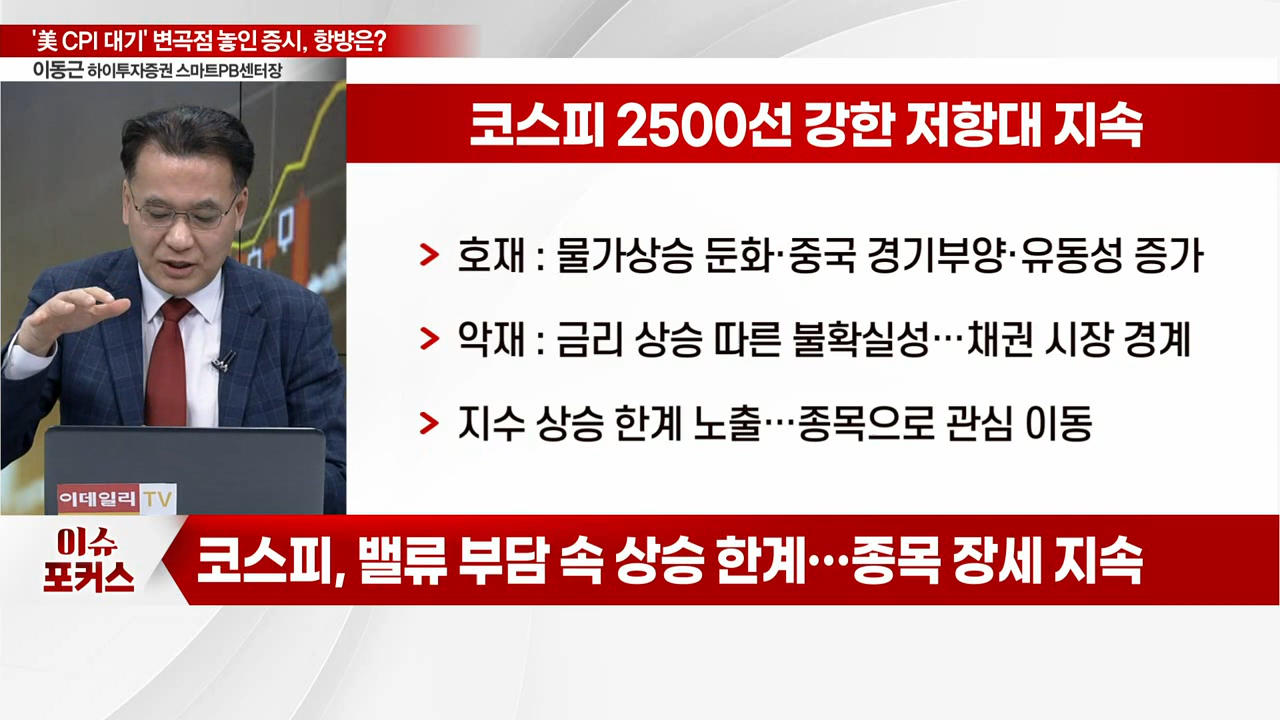 '美 CPI 대기' 변곡점 놓인 증시, 향뱡은?
이동근 하이투자증권 스마트PB센터장
코스피 2500선 강한 저항대 지속
> 호재 : 물가상승 둔화·중국 경기부양·유동성 증가
> 악재 : 금리 상승 따른 불확실성…채권 시장 경계
> 지수 상승 한계 노출…종목으로 관심 이동
이데일리 TV
이슈
포커스
코스피, 밸류 부담 속 상승 한계…종목 장세 지속